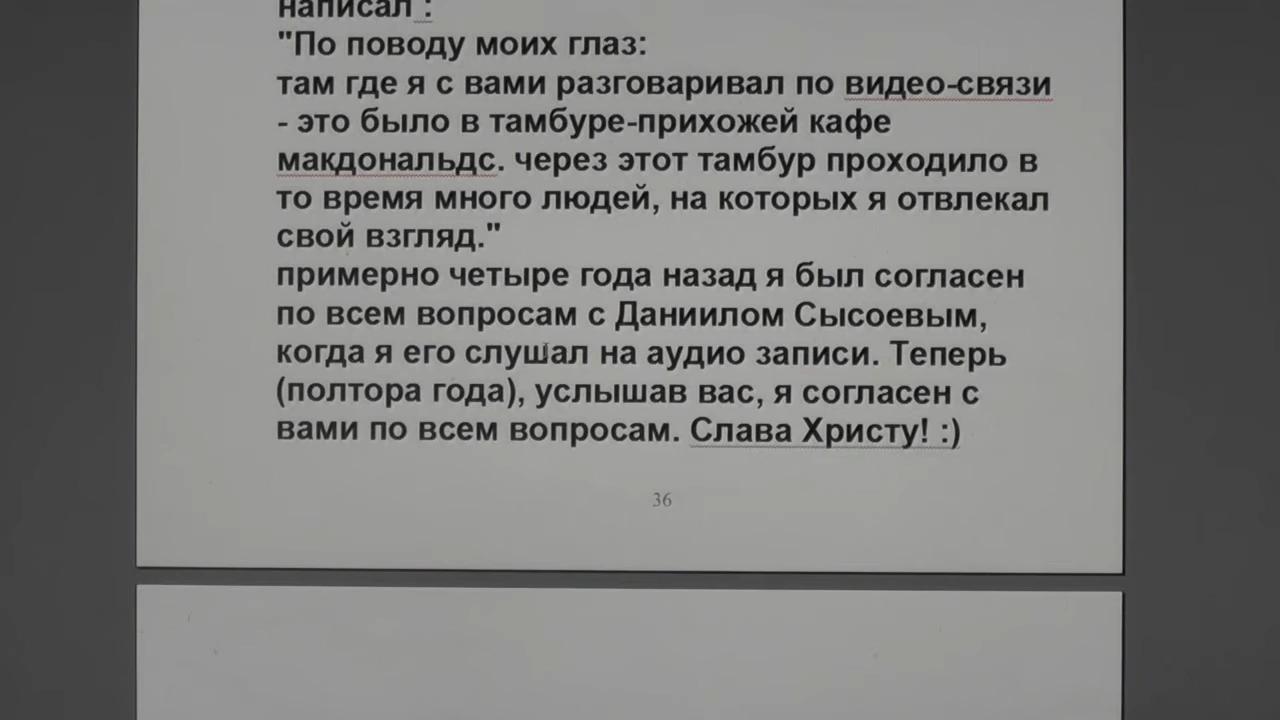 написал :
"По поводу моих глаз:
там где я с вами разговаривал по видео-связи
- это было в тамбуре-прихожей кафе
макдональдс. через этот тамбур проходило в
то время много людей, на которых я отвлекал
свой взгляд."
примерно четыре года назад я был согласен
по всем вопросам с Даниилом Сысоевым,
когда я его слушал на аудио записи. Теперь
(полтора года), услышав вас, я согласен с
вами по всем вопросам. Слава Христу! :)
36